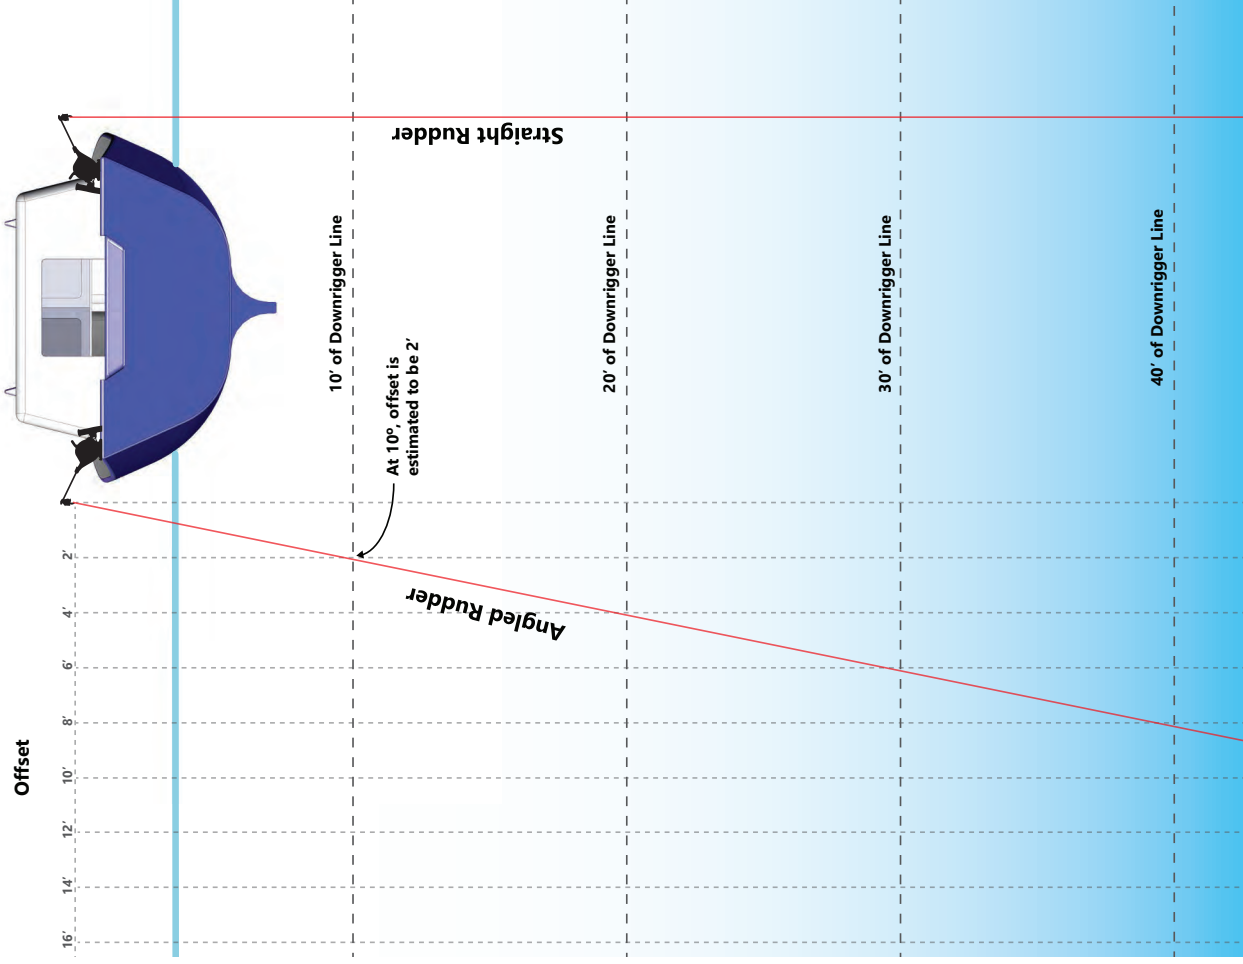 Straight Rudder
10′ of Downrigger Line
20′ of Downrigger Line
30′ of Downrigger Line
40′ of Downrigger Line
At 10º, offset is
estimated to be 2′
Angled Rudder
Offset
2′
4′
6′
8′
10′
12′
14′
16′